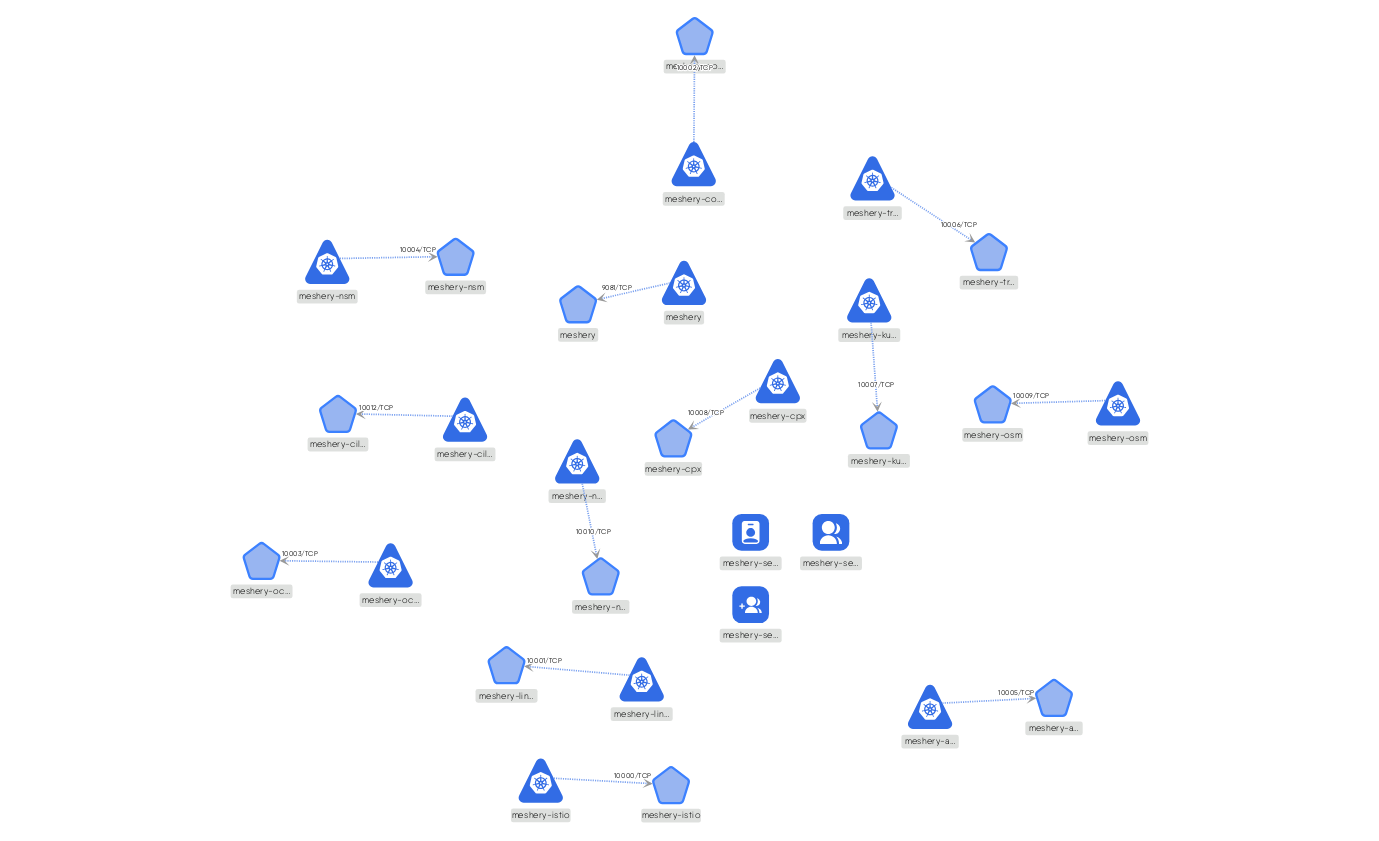 10002/TCP
meshery-co...
meshery-tr...
10006/TCP
meshery-tr...
10004/TCP
meshery-nsm
meshery-nsm
9081/TCP
meshery
meshery
meshery-ku...
10007/TCP
meshery-ku...
10008/TCP
meshery-cpx
meshery-cpx
10009/TCP
meshery-osm
meshery-osm
10012/TCP
meshery-cil...
meshery-cil...
meshery-n...
10010/TCP
meshery-n...
meshery-se...
meshery-se...
meshery-se...
10003/TCP
meshery-oc...
meshery-oc...
10001/TCP
meshery-lin...
meshery-lin...
10005/TCP
meshery-a...
meshery-a...
10000/TCP
meshery-istio
meshery-istio